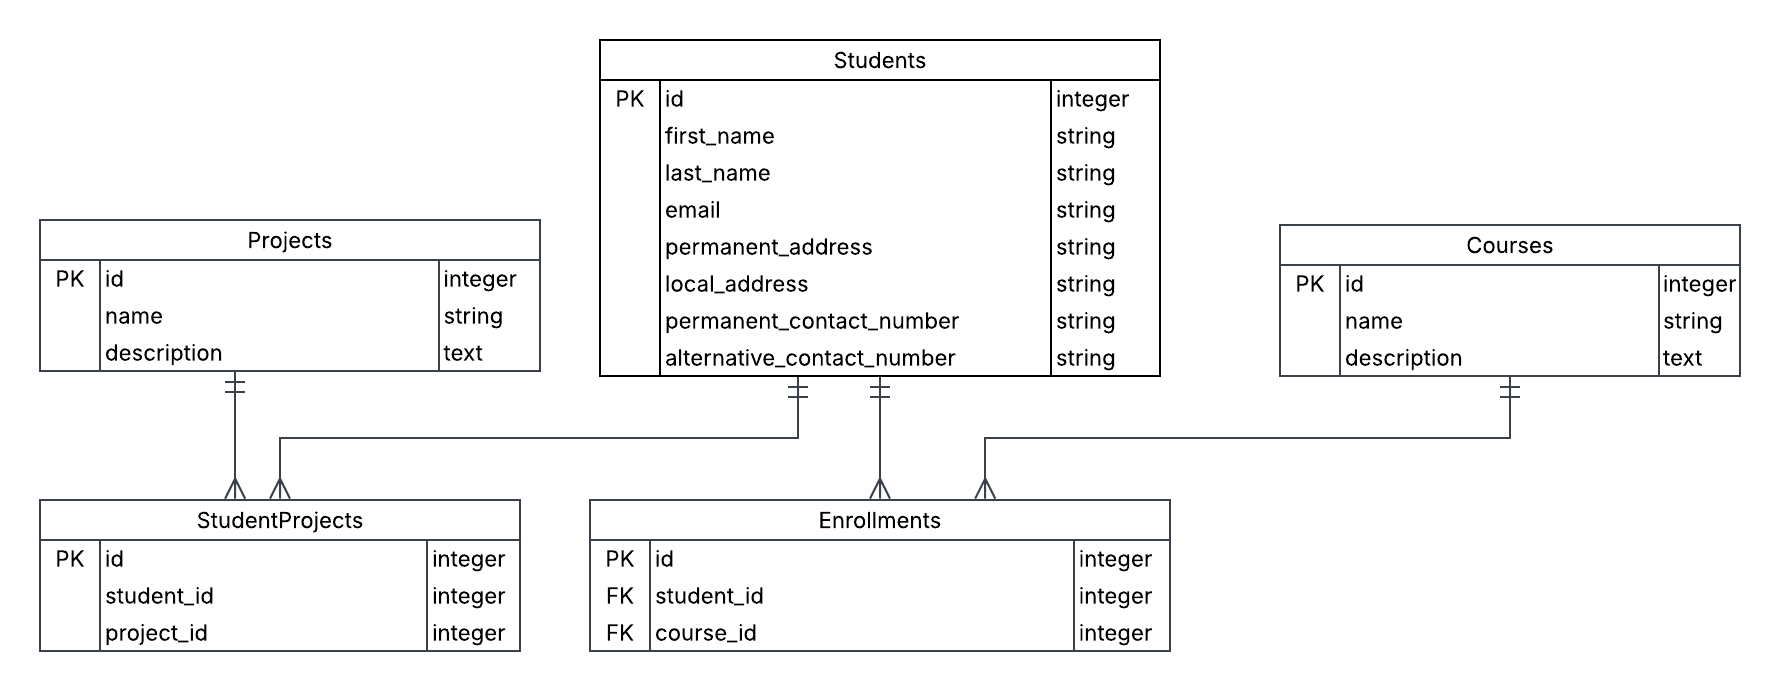 Students
PK id integer
first_name string
last_name string
email string
permanent_address string
local_address string
permanent_contact_number string
alternative_contact_number string
Projects
PK id integer
name string
description text
Courses
PK id integer
name string
description text
StudentProjects
PK id integer
student_id integer
project_id integer
Enrollments
PK id integer
FK student_id integer
FK course_id integer